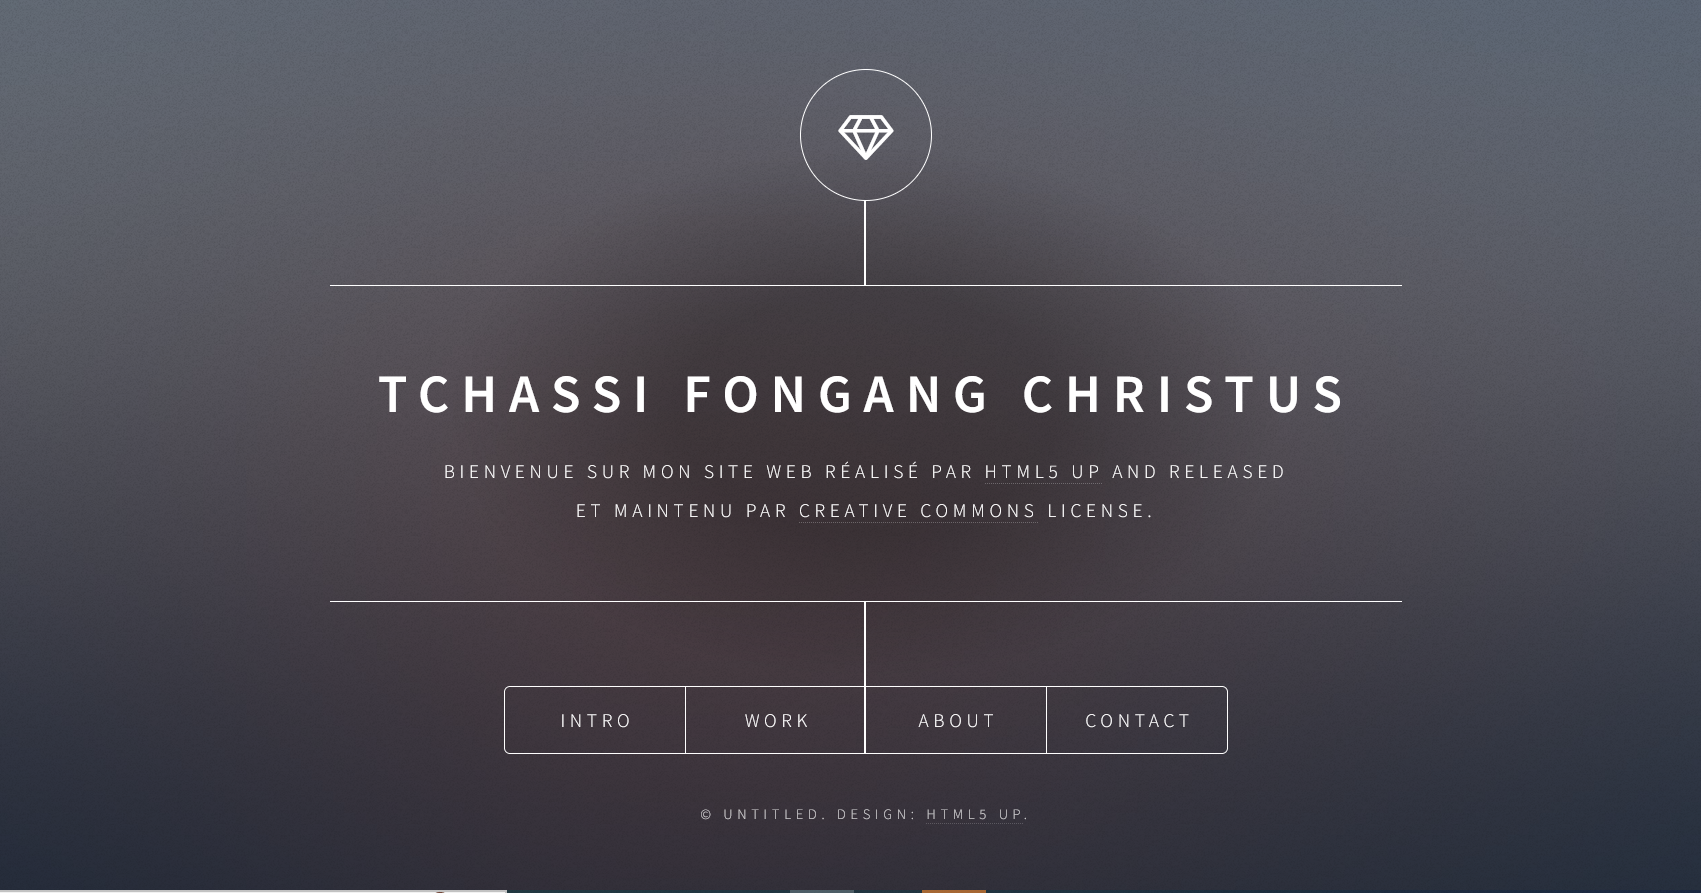 TCHASSI FONGANG CHRISTUS
BIENVENUE SUR MON SITE WEB RÉALISÉ PAR HTML5 UP AND RELEASED
ET MAINTENU PAR CREATIVE COMMONS LICENSE.
INTRO WORK ABOUT CONTACT
© UNTITLED. DESIGN: HTML5 UP.